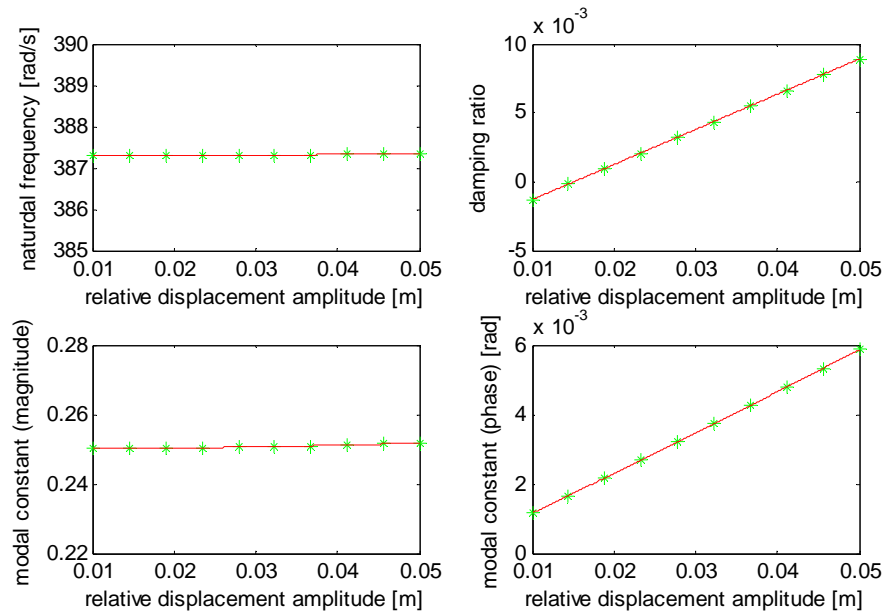 390
389
388
387
386
385
0.01 0.02 0.03 0.04 0.05
relative displacement amplitude [m]
naturdal frequency [rad/s]
x 10-3
10
5
0
-5
0.01 0.02 0.03 0.04 0.05
relative displacement amplitude [m]
damping ratio
0.28
0.26
0.24
0.22
0.01 0.02 0.03 0.04 0.05
relative displacement amplitude [m]
modal constant (magnitude)
x 10-3
6
4
2
0
0.01 0.02 0.03 0.04 0.05
relative displacement amplitude [m]
modal constant (phase) [rad]